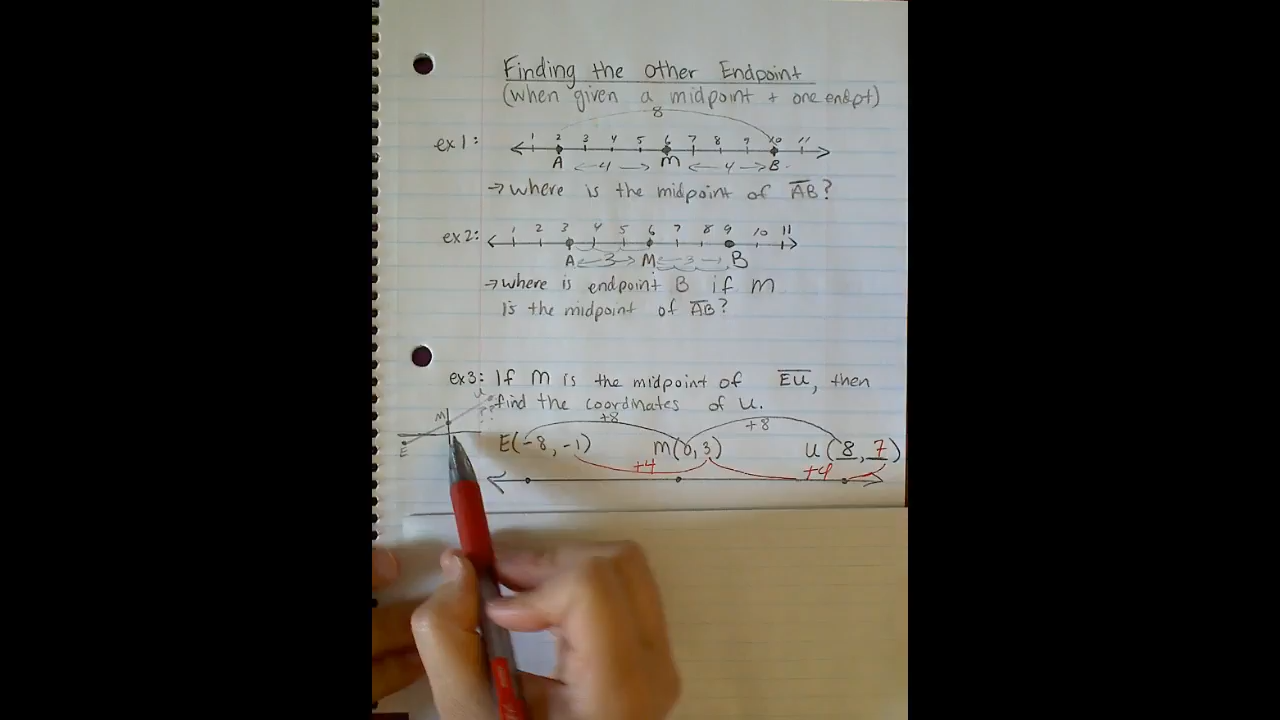 Finding the Other Endpoint
(when given a midpoint + one endpt)
8
ex 1:
1 2 3 4 5 6 7 8 9 10 11
A 4 M 4 B
→ where is the midpoint of AB?
ex2:
1 2 3 4 5 6 7 8 9 10 11
A 3 M 3 B
→ where is endpoint B if M
is the midpoint of AB?
ex3: If M is the midpoint of EU, then
find the coordinates of U.
+8 +8
E(-8, -1) M(0, 3) U(8, 7)
+4 +4
U
M
E